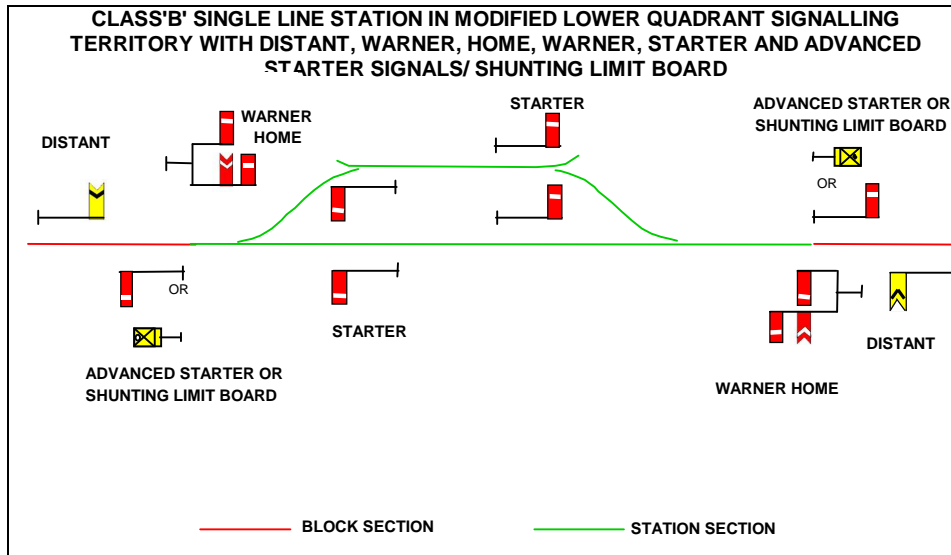 CLASS'B' SINGLE LINE STATION IN MODIFIED LOWER QUADRANT SIGNALLING
TERRITORY WITH DISTANT, WARNER, HOME, WARNER, STARTER AND ADVANCED
STARTER SIGNALS/ SHUNTING LIMIT BOARD
DISTANT
WARNER
HOME
STARTER
ADVANCED STARTER OR
SHUNTING LIMIT BOARD
OR
OR
STARTER
ADVANCED STARTER OR
SHUNTING LIMIT BOARD
WARNER HOME
DISTANT
BLOCK SECTION
STATION SECTION